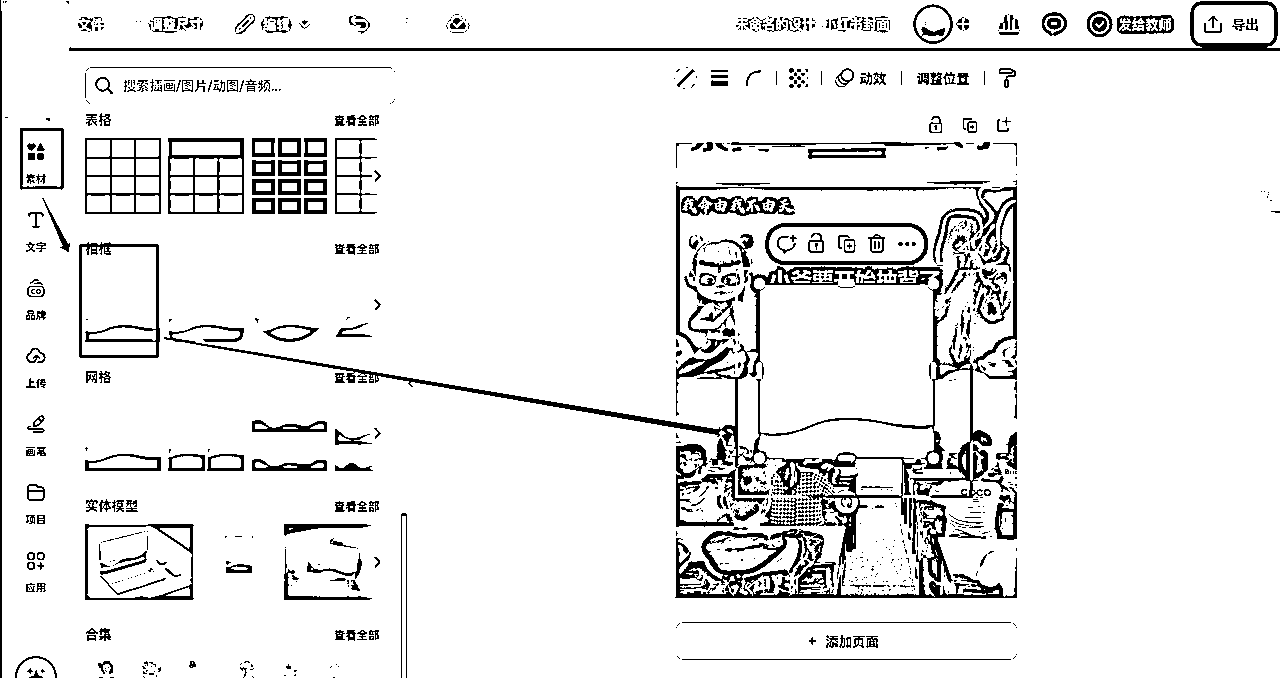 文件 调整尺寸 编辑
未命名的设计 - 小红书封面
发给教师
导出
搜索插画/图片/动图/音频...
动效
调整位置
素材
文字
品牌
上传
画笔
项目
应用
表格 查看全部
相框 查看全部
网格 查看全部
实体模型 查看全部
合集 查看全部
我命由我不由天
小爷要开始抽背了
COCO
+ 添加页面